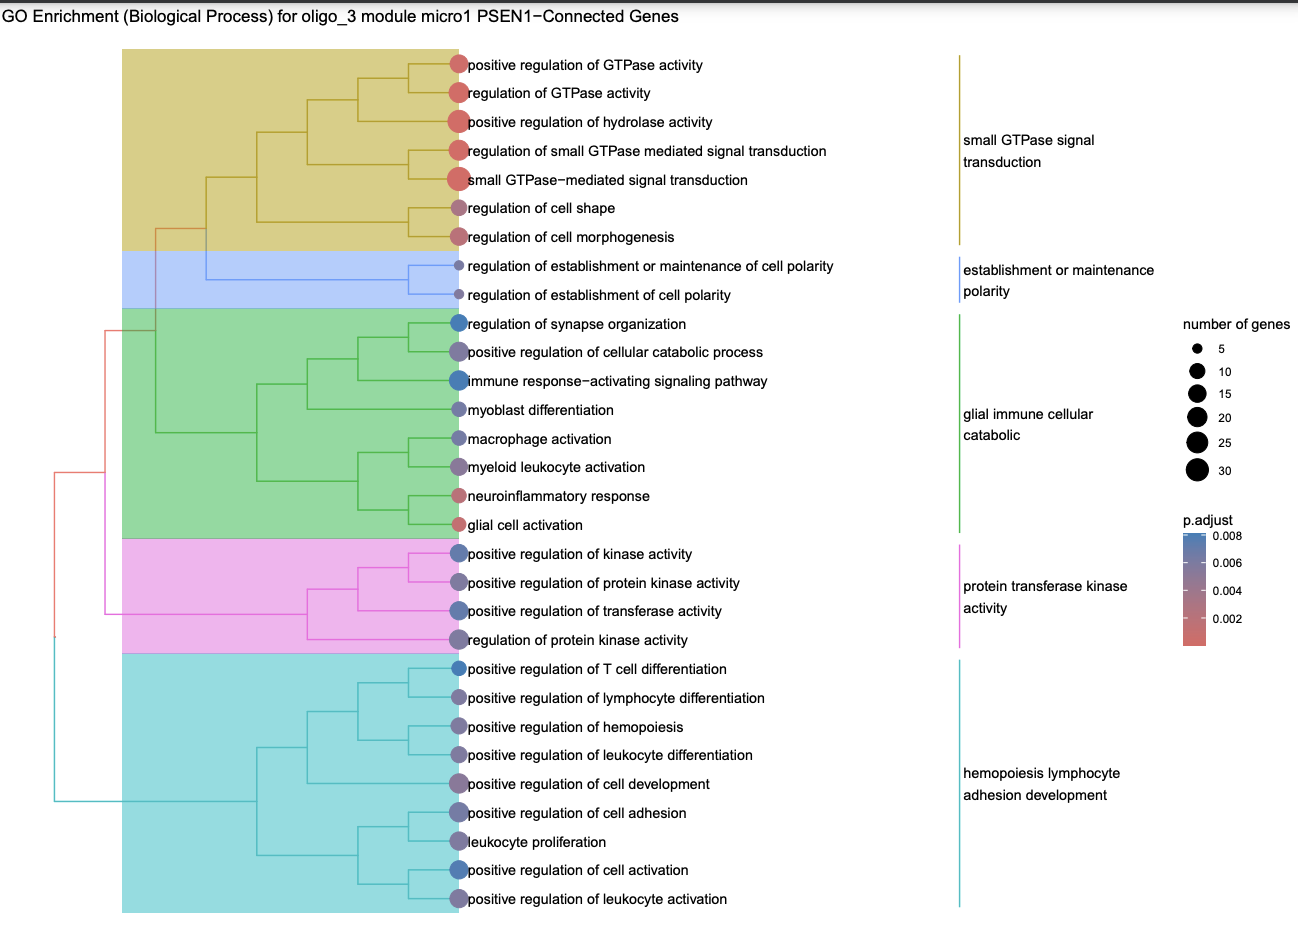 GO Enrichment (Biological Process) for oligo_3 module micro1 PSEN1−Connected Genes
positive regulation of GTPase activity
regulation of GTPase activity
positive regulation of hydrolase activity
regulation of small GTPase mediated signal transduction
small GTPase−mediated signal transduction
regulation of cell shape
regulation of cell morphogenesis
regulation of establishment or maintenance of cell polarity
regulation of establishment of cell polarity
regulation of synapse organization
positive regulation of cellular catabolic process
immune response−activating signaling pathway
myoblast differentiation
macrophage activation
myeloid leukocyte activation
neuroinflammatory response
glial cell activation
positive regulation of kinase activity
positive regulation of protein kinase activity
positive regulation of transferase activity
regulation of protein kinase activity
positive regulation of T cell differentiation
positive regulation of lymphocyte differentiation
positive regulation of hemopoiesis
positive regulation of leukocyte differentiation
positive regulation of cell development
positive regulation of cell adhesion
leukocyte proliferation
positive regulation of cell activation
positive regulation of leukocyte activation
small GTPase signal
transduction
establishment or maintenance
polarity
glial immune cellular
catabolic
protein transferase kinase
activity
hemopoiesis lymphocyte
adhesion development
number of genes
5
10
15
20
25
30
p.adjust
0.008
0.006
0.004
0.002